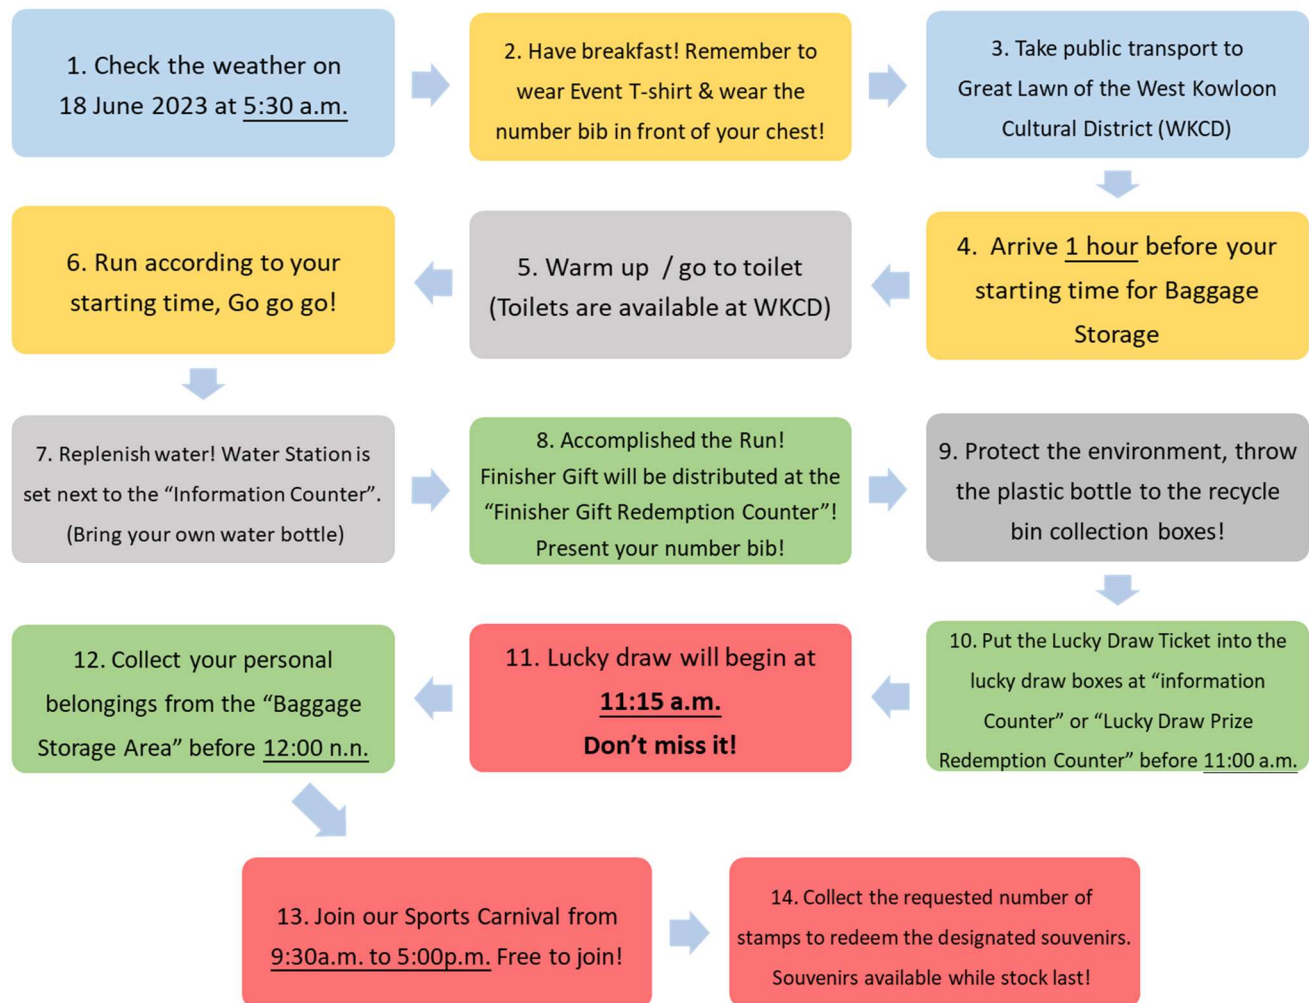 1. Check the weather on
18 June 2023 at 5:30 a.m.
2. Have breakfast! Remember to
wear Event T-shirt & wear the
number bib in front of your chest!
3. Take public transport to
Great Lawn of the West Kowloon
Cultural District (WKCD)
4. Arrive 1 hour before your
starting time for Baggage
Storage
5. Warm up / go to toilet
(Toilets are available at WKCD)
6. Run according to your
starting time, Go go go!
7. Replenish water! Water Station is
set next to the “Information Counter”.
(Bring your own water bottle)
8. Accomplished the Run!
Finisher Gift will be distributed at the
“Finisher Gift Redemption Counter”!
Present your number bib!
9. Protect the environment, throw
the plastic bottle to the recycle
bin collection boxes!
10. Put the Lucky Draw Ticket into the
lucky draw boxes at “information
Counter” or “Lucky Draw Prize
Redemption Counter” before 11:00 a.m.
11. Lucky draw will begin at
11:15 a.m.
Don’t miss it!
12. Collect your personal
belongings from the “Baggage
Storage Area” before 12:00 n.n.
13. Join our Sports Carnival from
9:30a.m. to 5:00p.m. Free to join!
14. Collect the requested number of
stamps to redeem the designated souvenirs.
Souvenirs available while stock last!